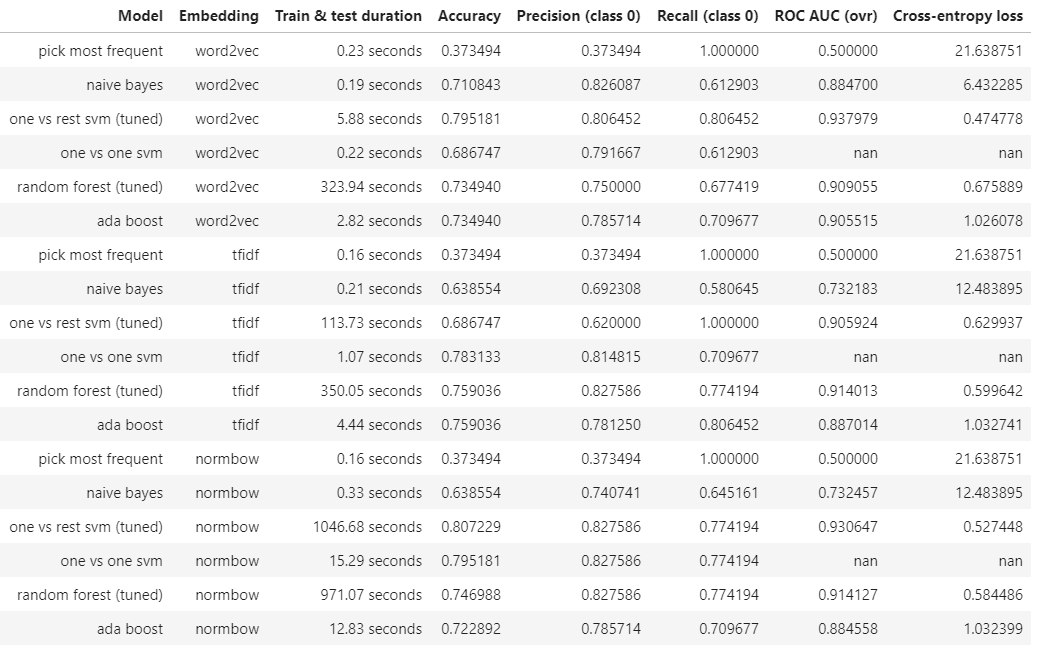 Model Embedding Train & test duration Accuracy Precision (class 0) Recall (class 0) ROC AUC (ovr) Cross-entropy loss
pick most frequent word2vec 0.23 seconds 0.373494 0.373494 1.000000 0.500000 21.638751
naive bayes word2vec 0.19 seconds 0.710843 0.826087 0.612903 0.884700 6.432285
one vs rest svm (tuned) word2vec 5.88 seconds 0.795181 0.806452 0.806452 0.937979 0.474778
one vs one svm word2vec 0.22 seconds 0.686747 0.791667 0.612903 nan nan
random forest (tuned) word2vec 323.94 seconds 0.734940 0.750000 0.677419 0.909055 0.675889
ada boost word2vec 2.82 seconds 0.734940 0.785714 0.709677 0.905515 1.026078
pick most frequent tfidf 0.16 seconds 0.373494 0.373494 1.000000 0.500000 21.638751
naive bayes tfidf 0.21 seconds 0.638554 0.692308 0.580645 0.732183 12.483895
one vs rest svm (tuned) tfidf 113.73 seconds 0.686747 0.620000 1.000000 0.905924 0.629937
one vs one svm tfidf 1.07 seconds 0.783133 0.814815 0.709677 nan nan
random forest (tuned) tfidf 350.05 seconds 0.759036 0.827586 0.774194 0.914013 0.599642
ada boost tfidf 4.44 seconds 0.759036 0.781250 0.806452 0.887014 1.032741
pick most frequent normbow 0.16 seconds 0.373494 0.373494 1.000000 0.500000 21.638751
naive bayes normbow 0.33 seconds 0.638554 0.740741 0.645161 0.732457 12.483895
one vs rest svm (tuned) normbow 1046.68 seconds 0.807229 0.827586 0.774194 0.930647 0.527448
one vs one svm normbow 15.29 seconds 0.795181 0.827586 0.774194 nan nan
random forest (tuned) normbow 971.07 seconds 0.746988 0.827586 0.774194 0.914127 0.584486
ada boost normbow 12.83 seconds 0.722892 0.785714 0.709677 0.884558 1.032399